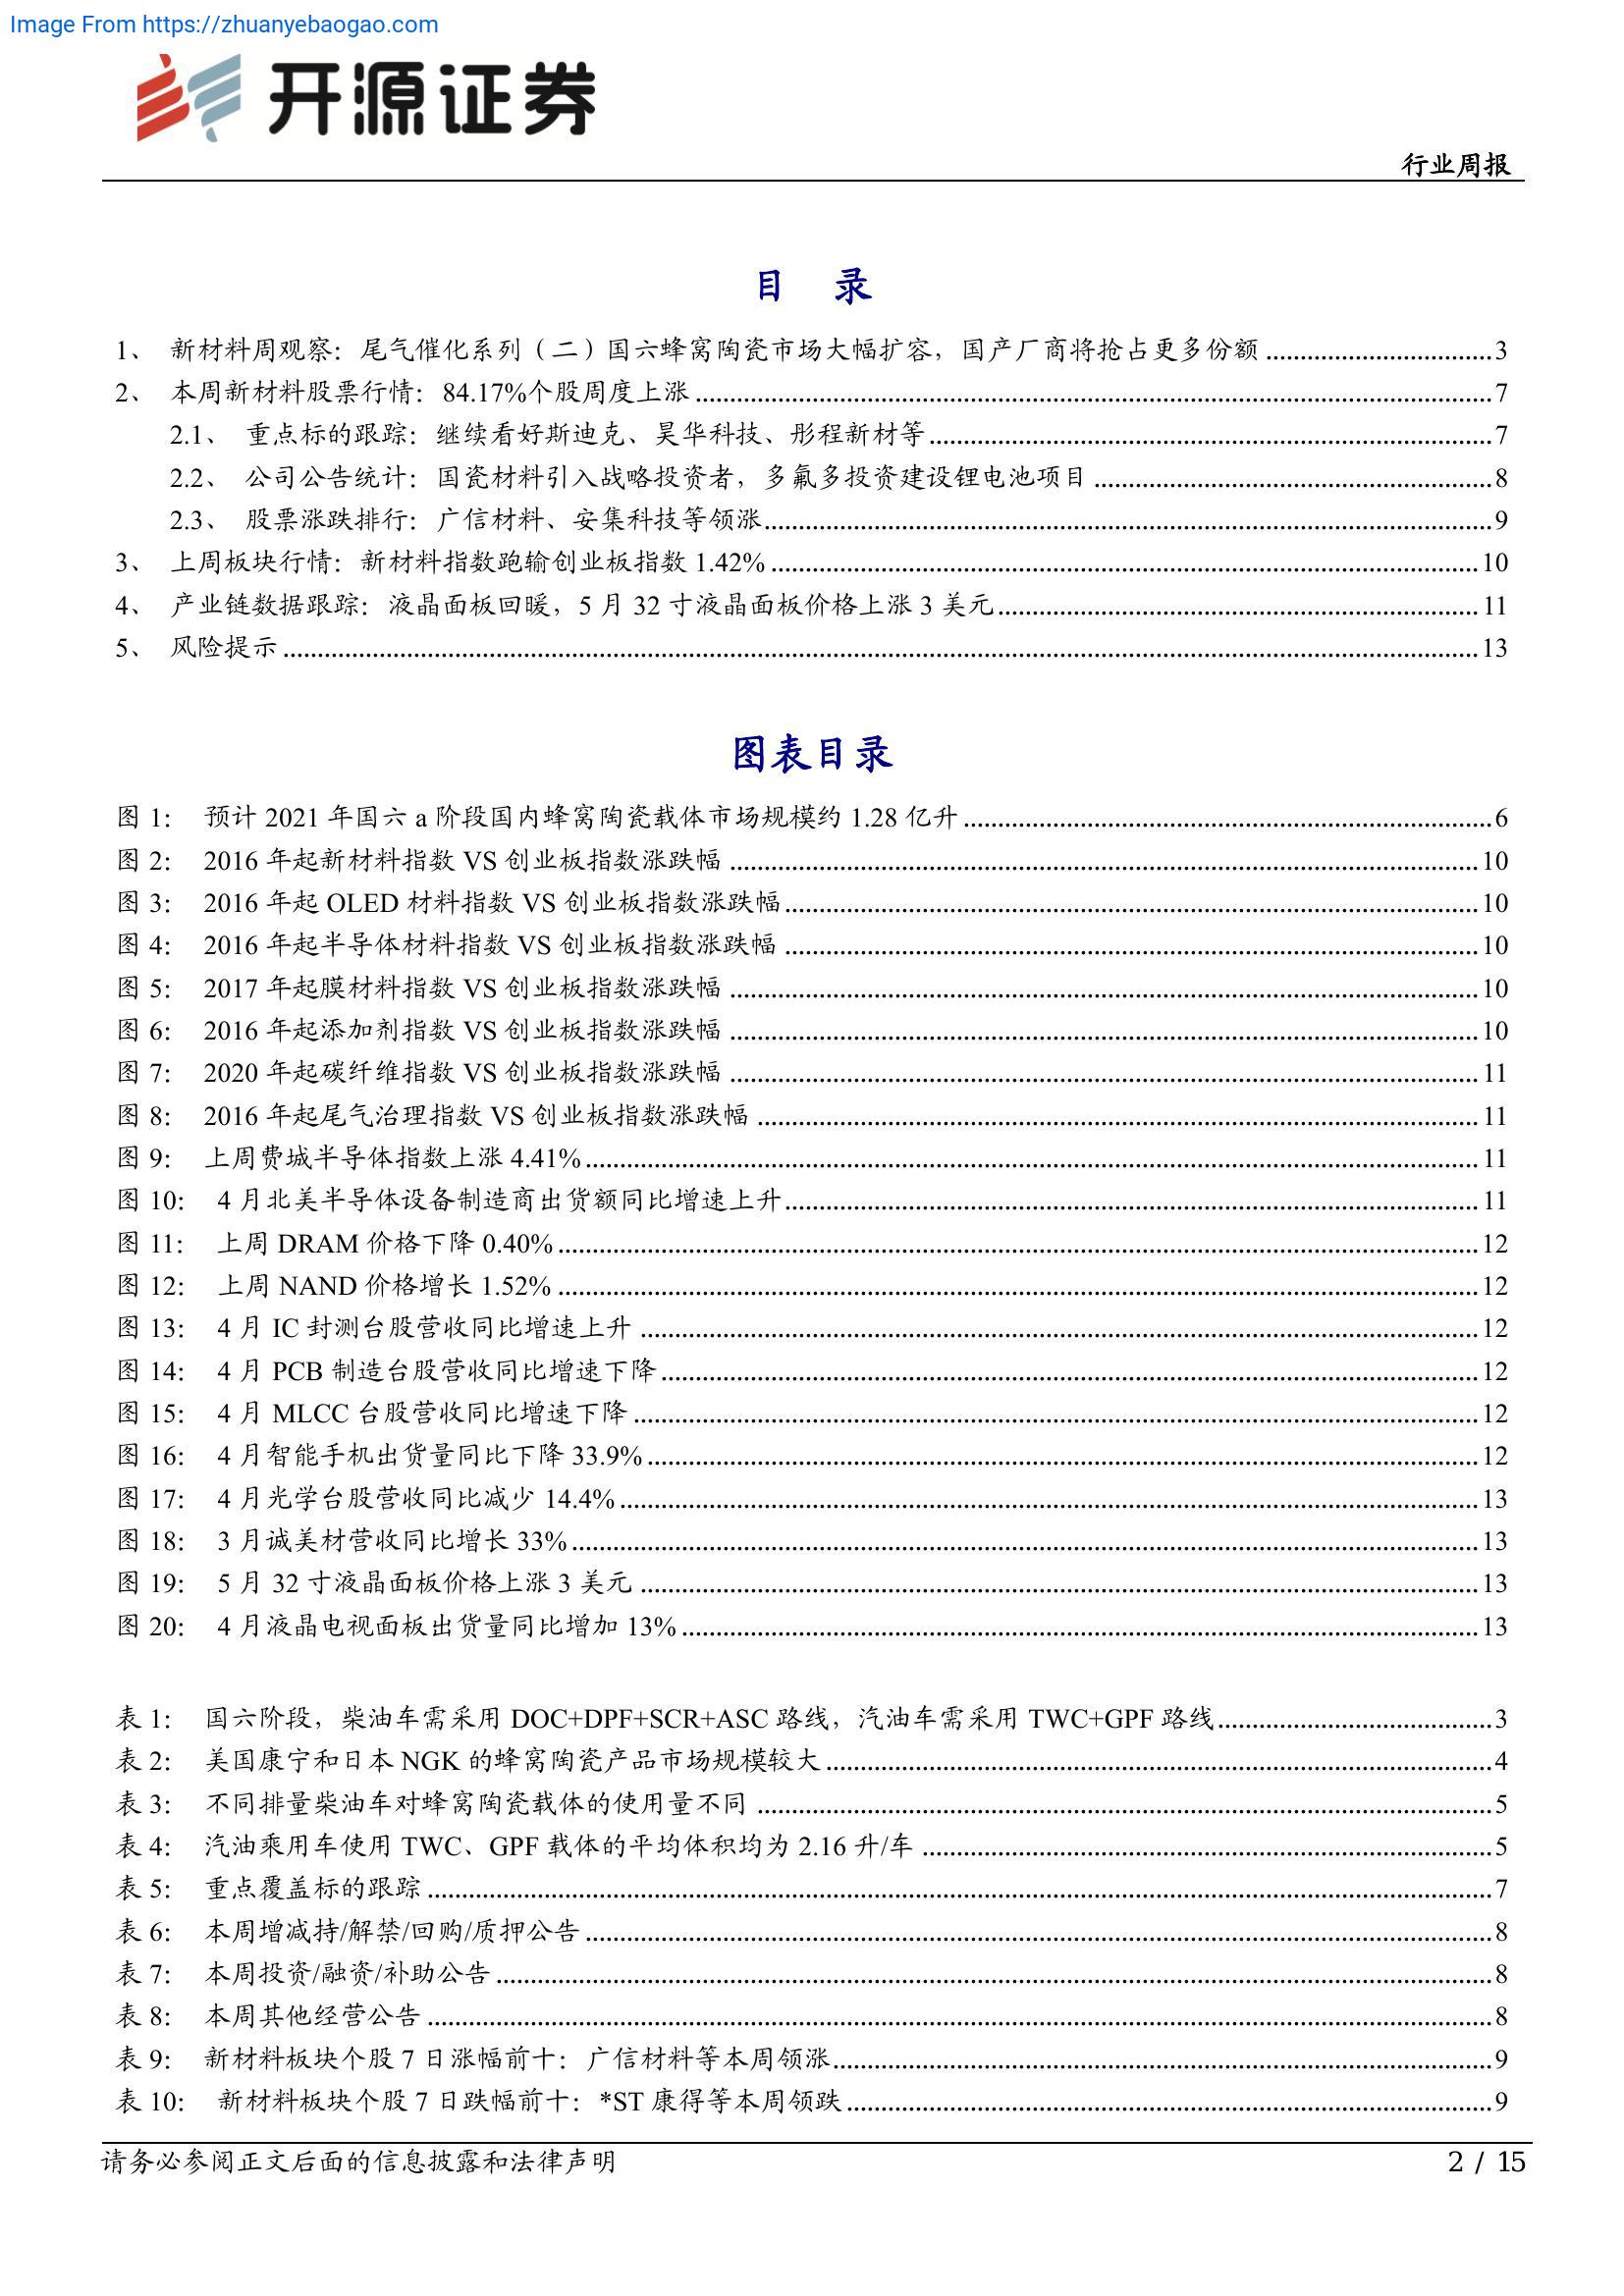 Image From https://zhuanyebaogao.com
开源证券
行业周报
目 录
1、 新材料周观察：尾气催化系列（二）国六蜂窝陶瓷市场大幅扩容，国产厂商将抢占更多份额 3
2、 本周新材料股票行情：84.17%个股周度上涨 7
2.1、 重点标的跟踪：继续看好斯迪克、昊华科技、彤程新材等 7
2.2、 公司公告统计：国瓷材料引入战略投资者，多氟多投资建设锂电池项目 8
2.3、 股票涨跌排行：广信材料、安集科技等领涨 9
3、 上周板块行情：新材料指数跑输创业板指数 1.42% 10
4、 产业链数据跟踪：液晶面板回暖，5 月 32 寸液晶面板价格上涨 3 美元 11
5、 风险提示 13
图表目录
图 1： 预计 2021 年国六 a 阶段国内蜂窝陶瓷载体市场规模约 1.28 亿升 6
图 2： 2016 年起新材料指数 VS 创业板指数涨跌幅 10
图 3： 2016 年起 OLED 材料指数 VS 创业板指数涨跌幅 10
图 4： 2016 年起半导体材料指数 VS 创业板指数涨跌幅 10
图 5： 2017 年起膜材料指数 VS 创业板指数涨跌幅 10
图 6： 2016 年起添加剂指数 VS 创业板指数涨跌幅 10
图 7： 2020 年起碳纤维指数 VS 创业板指数涨跌幅 11
图 8： 2016 年起尾气治理指数 VS 创业板指数涨跌幅 11
图 9： 上周费城半导体指数上涨 4.41% 11
图 10： 4 月北美半导体设备制造商出货额同比增速上升 11
图 11： 上周 DRAM 价格下降 0.40% 12
图 12： 上周 NAND 价格增长 1.52% 12
图 13： 4 月 IC 封测台股营收同比增速上升 12
图 14： 4 月 PCB 制造台股营收同比增速下降 12
图 15： 4 月 MLCC 台股营收同比增速下降 12
图 16： 4 月智能手机出货量同比下降 33.9% 12
图 17： 4 月光学台股营收同比减少 14.4% 13
图 18： 3 月诚美材营收同比增长 33% 13
图 19： 5 月 32 寸液晶面板价格上涨 3 美元 13
图 20： 4 月液晶电视面板出货量同比增加 13% 13
表 1： 国六阶段，柴油车需采用 DOC+DPF+SCR+ASC 路线，汽油车需采用 TWC+GPF 路线 3
表 2： 美国康宁和日本 NGK 的蜂窝陶瓷产品市场规模较大 4
表 3： 不同排量柴油车对蜂窝陶瓷载体的使用量不同 5
表 4： 汽油乘用车使用 TWC、GPF 载体的平均体积均为 2.16 升/车 5
表 5： 重点覆盖标的跟踪 7
表 6： 本周增减持/解禁/回购/质押公告 8
表 7： 本周投资/融资/补助公告 8
表 8： 本周其他经营公告 8
表 9： 新材料板块个股 7 日涨幅前十：广信材料等本周领涨 9
表 10： 新材料板块个股 7 日跌幅前十：*ST 康得等本周领跌 9
请务必参阅正文后面的信息披露和法律声明
2 / 15